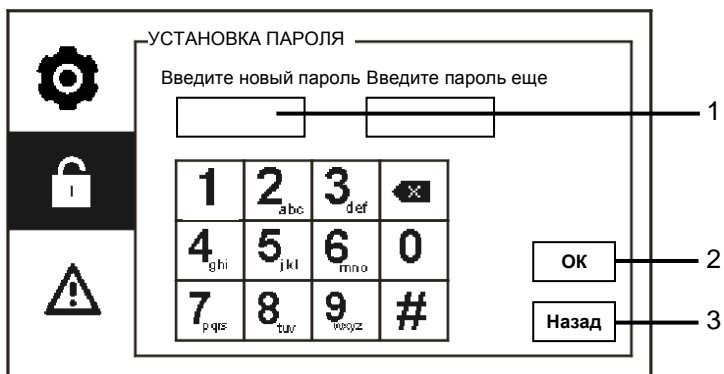 УСТАНОВКА ПАРОЛЯ
Введите новый пароль Введите пароль еще
1
1 2abc 3def X
4ghi 5jkl 6mno 0 OK 2
7pqrs 8tuv 9wxyz # Назад 3